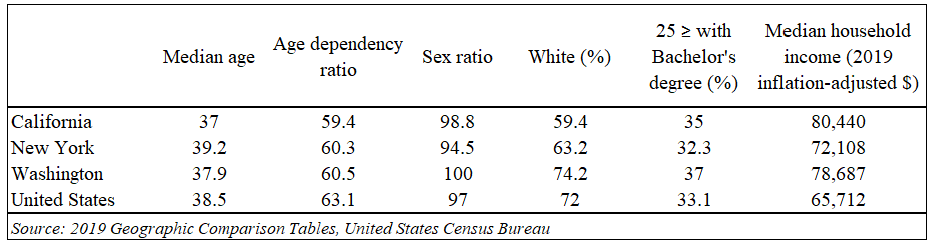 Median age Age dependency ratio Sex ratio White (%) 25 ≥ with Bachelor's degree (%) Median household income (2019 inflation-adjusted $)
California 37 59.4 98.8 59.4 35 80,440
New York 39.2 60.3 94.5 63.2 32.3 72,108
Washington 37.9 60.5 100 74.2 37 78,687
United States 38.5 63.1 97 72 33.1 65,712
Source: 2019 Geographic Comparison Tables, United States Census Bureau